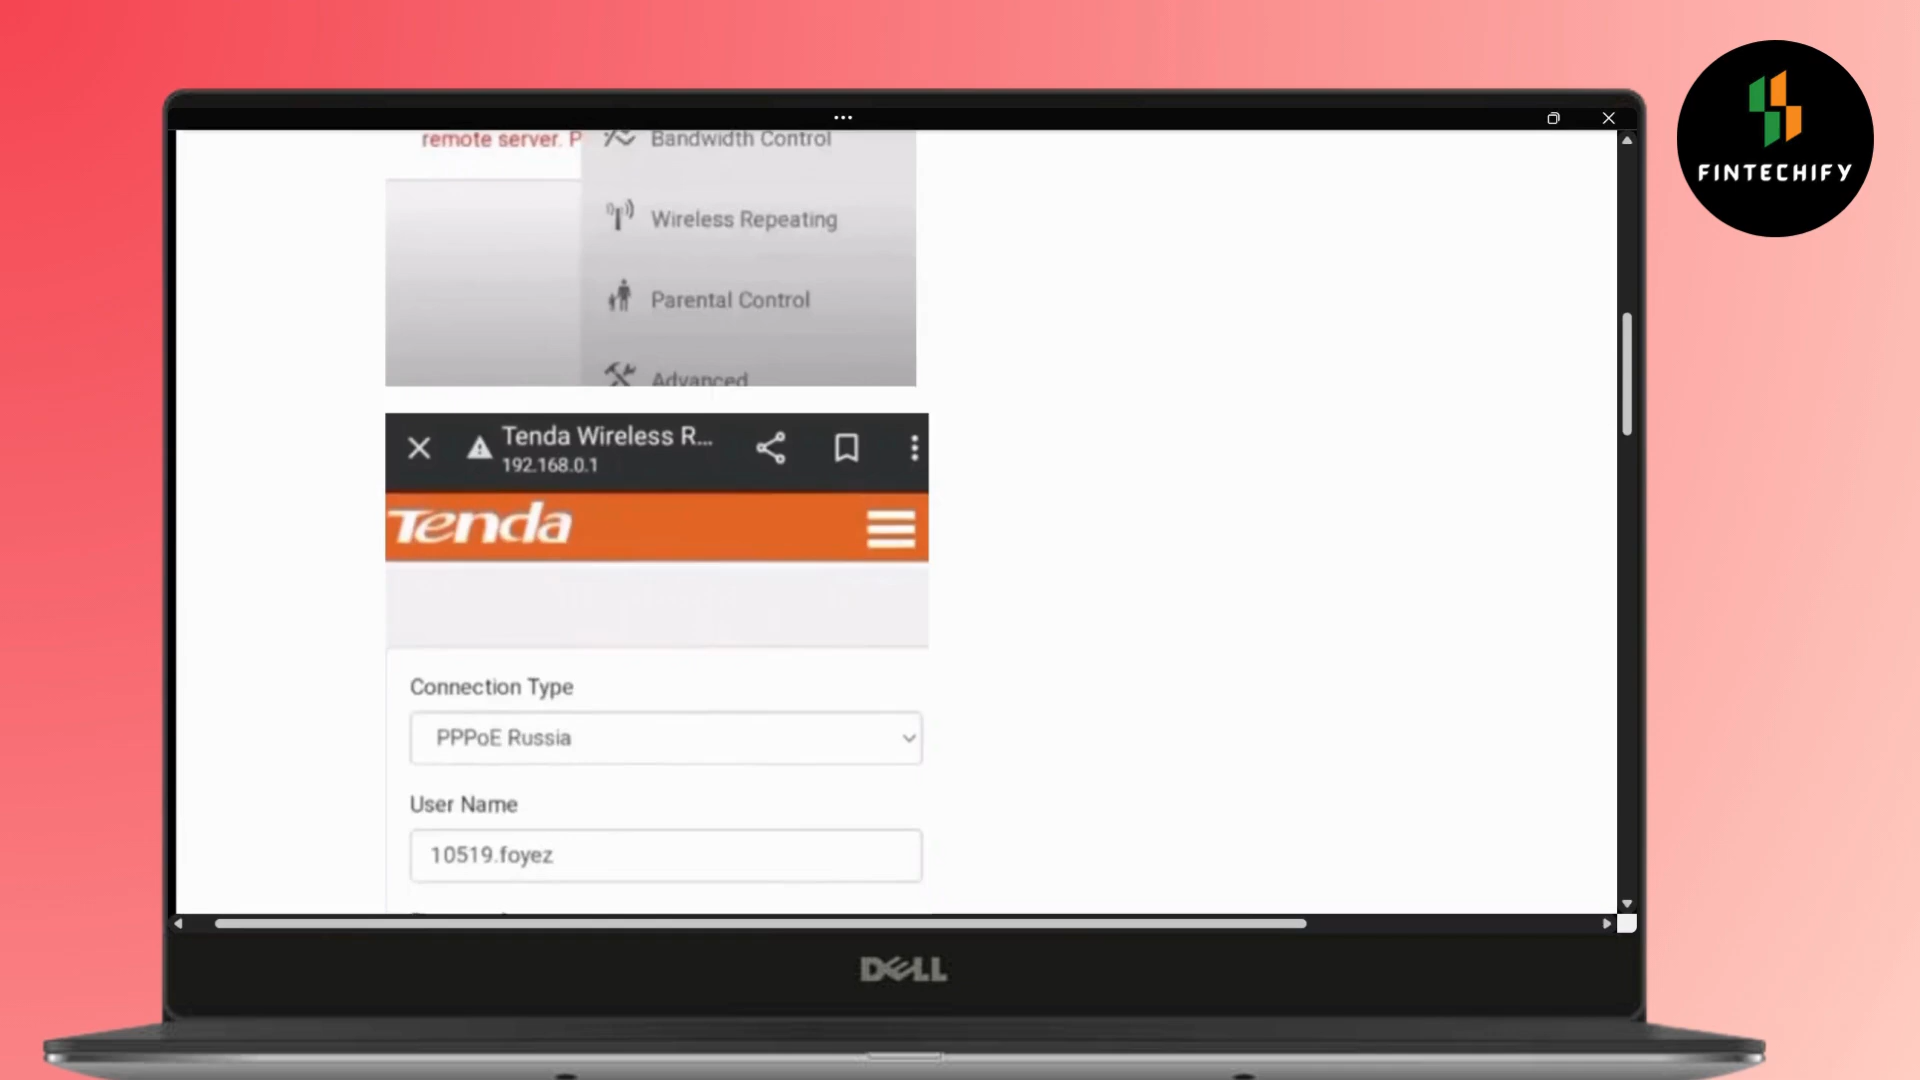 FINTECHIFY
remote server. P
Bandwidth Control
Wireless Repeating
Parental Control
Advanced
Tenda Wireless R...
192.168.0.1
Tenda
Connection Type
PPPoE Russia
User Name
10519.foyez
DELL